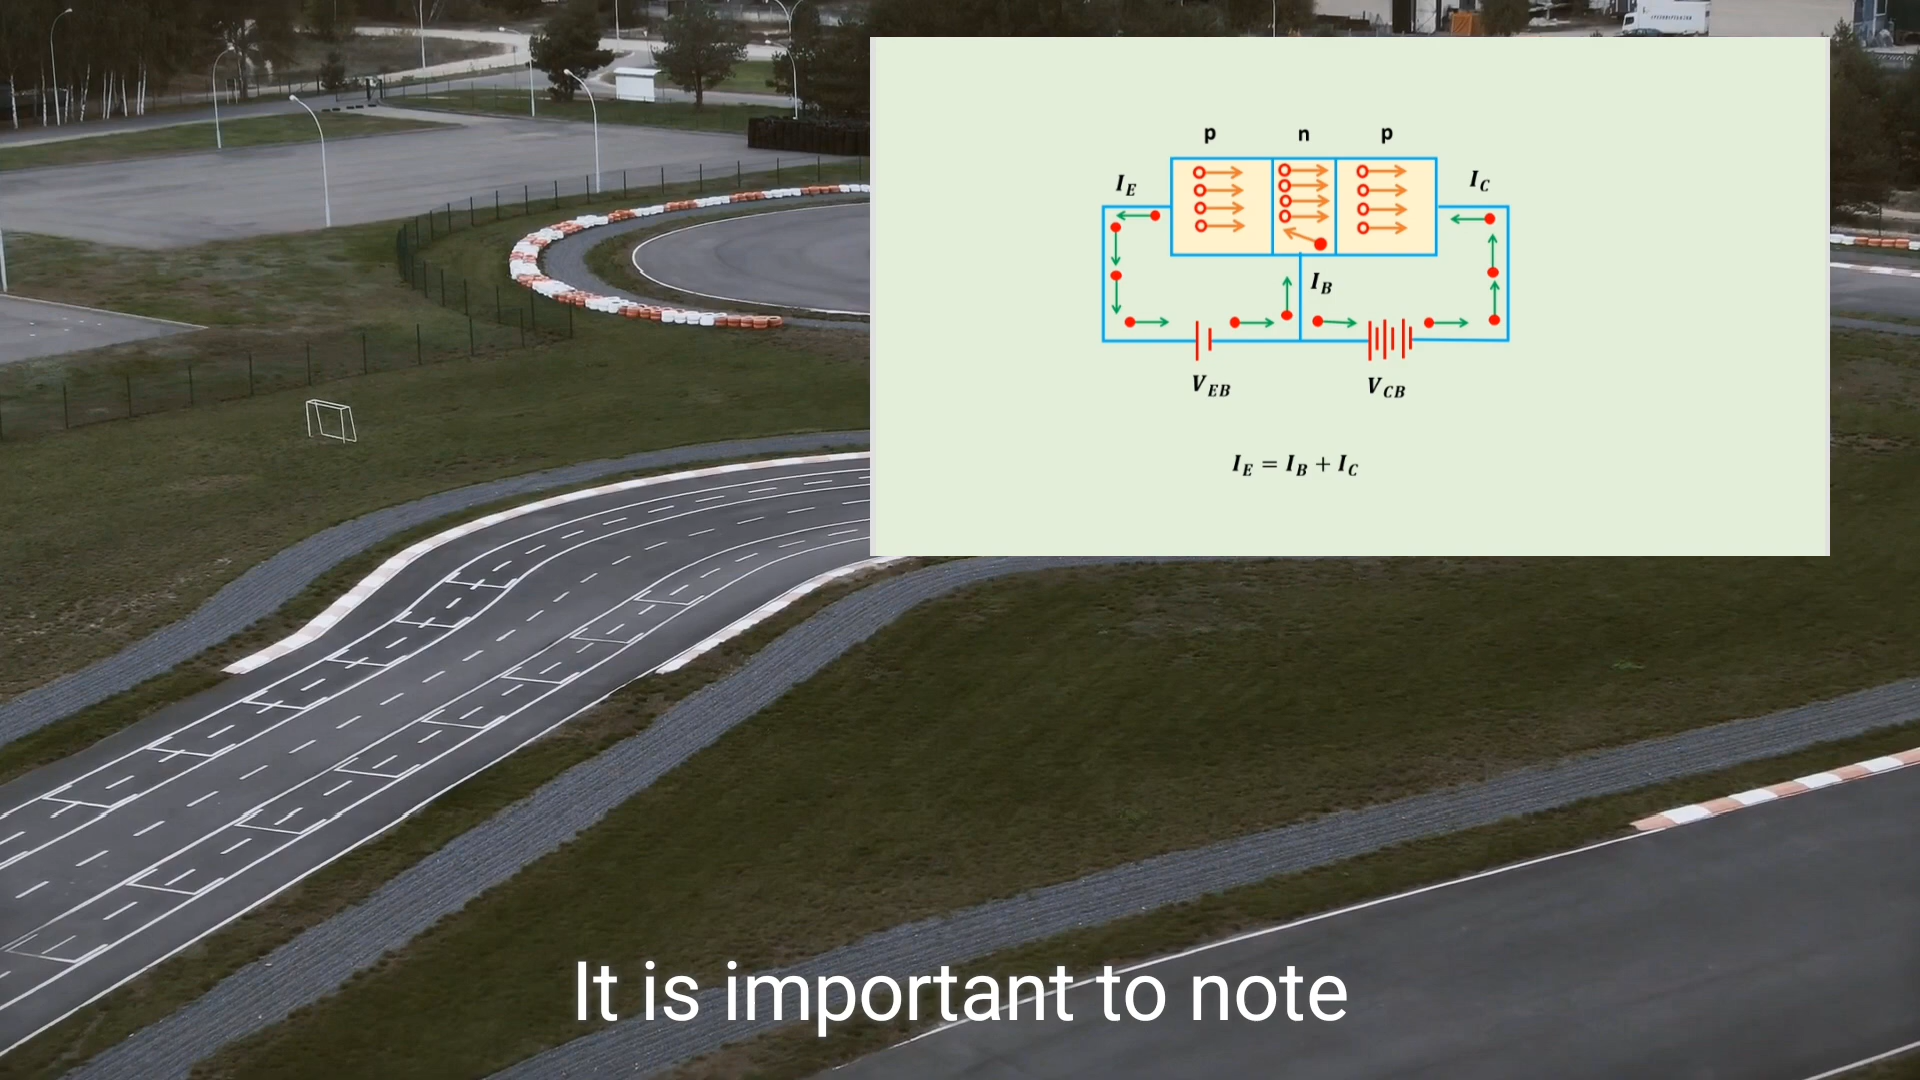 p n p
I_E I_C
I_B
V_EB V_CB
I_E = I_B + I_C
It is important to note